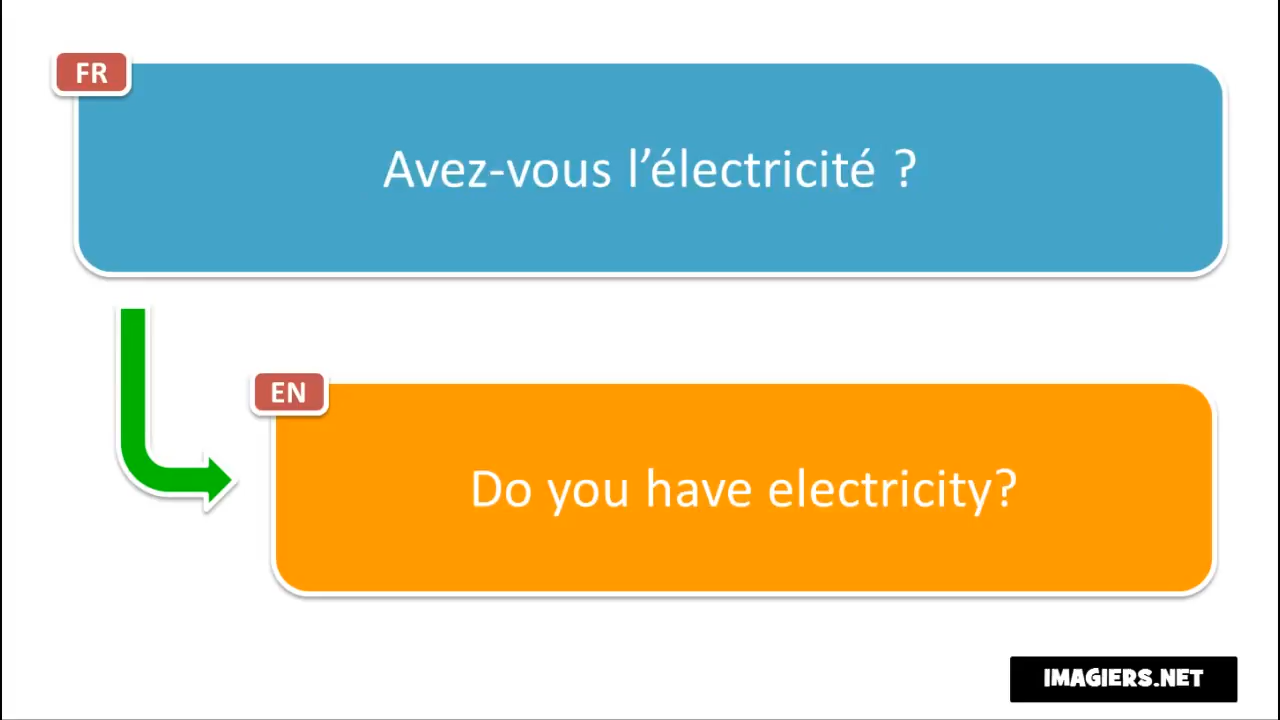 FR
Avez-vous l’électricité ?
EN
Do you have electricity?
IMAGIERS.NET